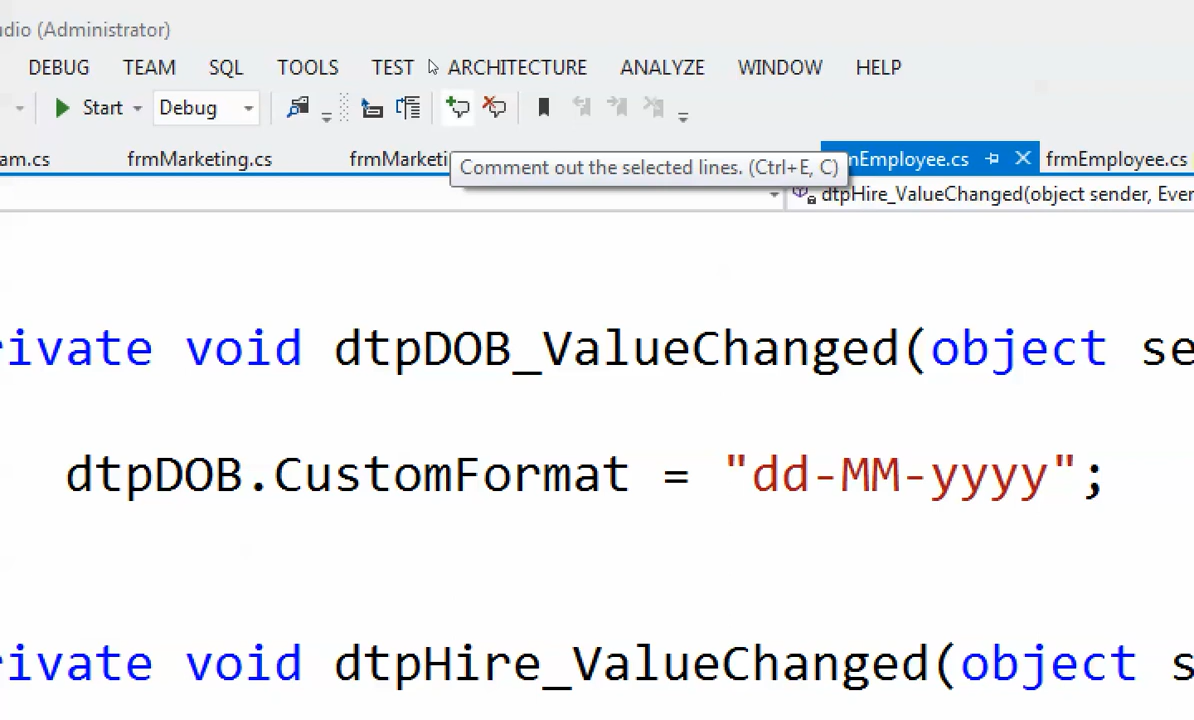 udio (Administrator)
DEBUG TEAM SQL TOOLS TEST ARCHITECTURE ANALYZE WINDOW HELP
Start Debug
am.cs frmMarketing.cs frmMarketi mEmployee.cs frmEmployee.cs
Comment out the selected lines. (Ctrl+E, C)
dtpHire_ValueChanged(object sender, Even
rivate void dtpDOB_ValueChanged(object se
dtpDOB.CustomFormat = "dd-MM-yyyy";
rivate void dtpHire_ValueChanged(object s